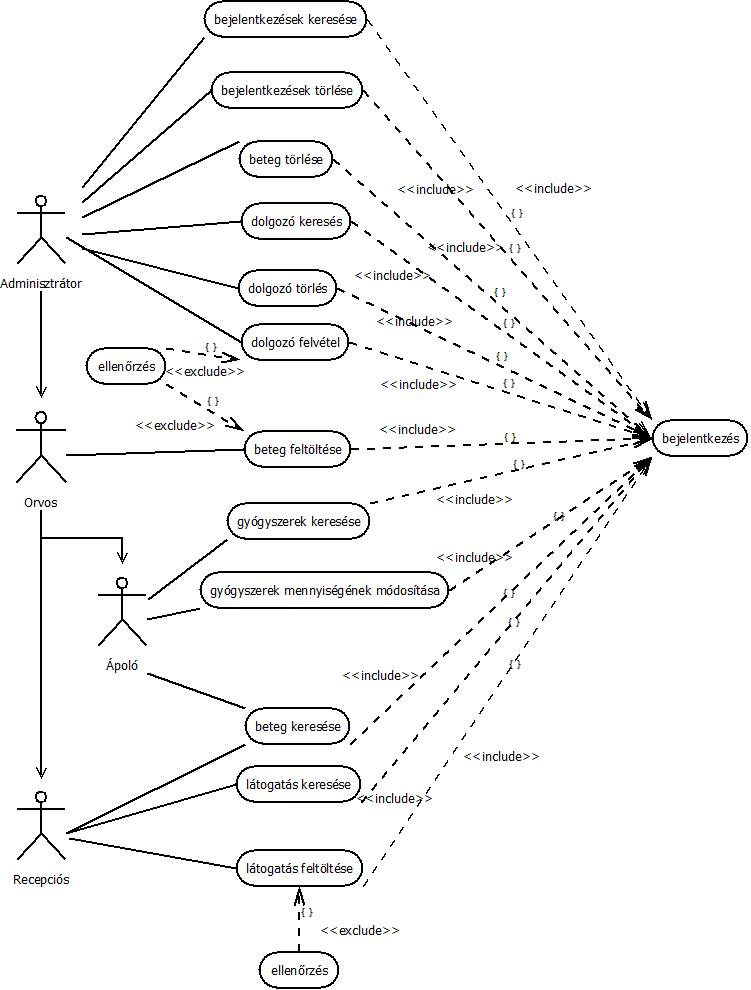 bejelentkezések keresése
bejelentkezések törlése
beteg törlése
<<include>>
<<include>>
{ }
dolgozó keresés
<<include>>
{ }
Adminisztrátor
<<include>>
dolgozó törlés
{ }
<<include>>
{ }
dolgozó felvétel
{ }
{ }
ellenőrzés
<<exclude>>
<<include>>
{ }
{ }
<<exclude>>
<<include>>
{ }
bejelentkezés
beteg feltöltése
{ }
Orvos
<<include>>
{ }
gyógyszerek keresése
<<include>>
gyógyszerek mennyiségének módosítása
{ }
{ }
Ápoló
{ }
<<include>>
beteg keresése
<<include>>
látogatás keresése
<<include>>
látogatás feltöltése
Recepciós
{ }
<<exclude>>
ellenőrzés